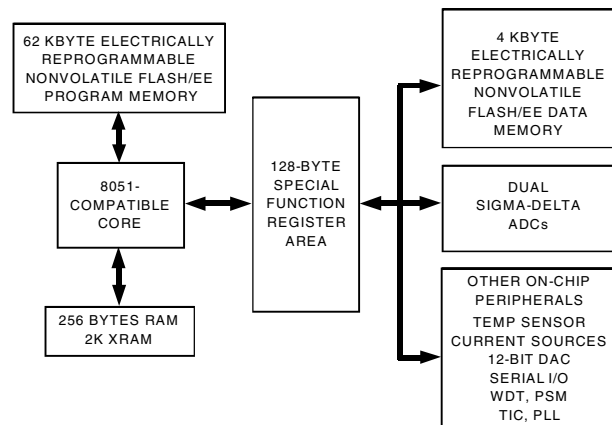 62 KBYTE ELECTRICALLY
REPROGRAMMABLE
NONVOLATILE FLASH/EE
PROGRAM MEMORY
8051-
COMPATIBLE
CORE
256 BYTES RAM
2K XRAM
128-BYTE
SPECIAL
FUNCTION
REGISTER
AREA
4 KBYTE
ELECTRICALLY
REPROGRAMMABLE
NONVOLATILE
FLASH/EE DATA
MEMORY
DUAL
SIGMA-DELTA
ADCs
OTHER ON-CHIP
PERIPHERALS
TEMP SENSOR
CURRENT SOURCES
12-BIT DAC
SERIAL I/O
WDT, PSM
TIC, PLL